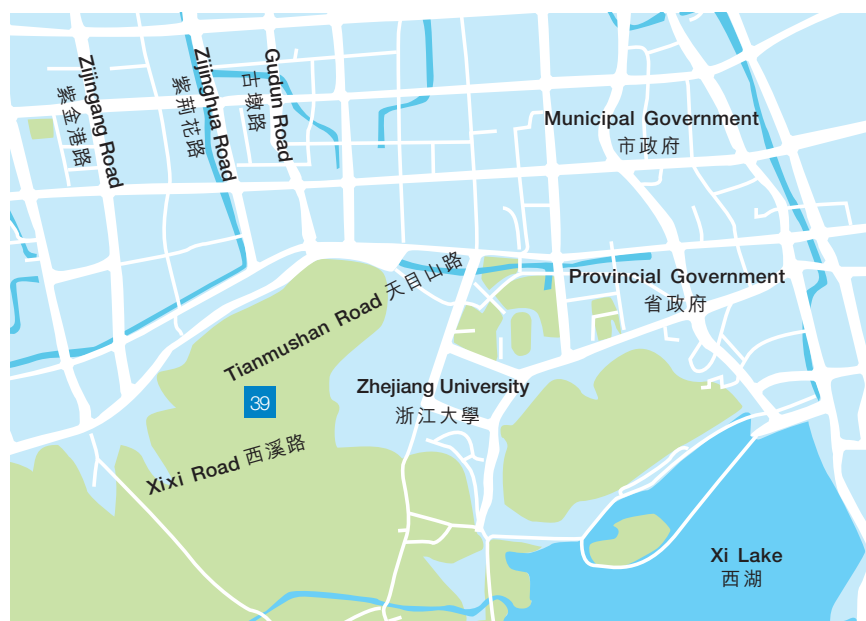 Zijingang Road
紫金港路
Zijinghua Road
紫荆花路
Gudun Road
古墩路
Municipal Government
市政府
Tianmushan Road 天目山路
Provincial Government
省政府
39
Zhejiang University
浙江大學
Xixi Road 西溪路
Xi Lake
西湖